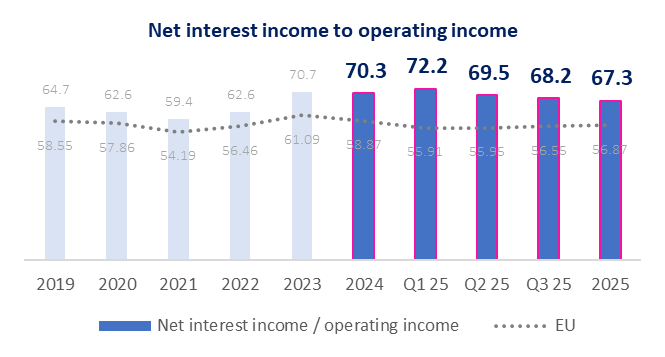 Net interest income to operating income
64.7 62.6 59.4 62.6 70.7 70.3 72.2 69.5 68.2 67.3
58.55 57.86 54.19 56.46 61.09 58.87 55.91 55.95 56.55 56.87
2019 2020 2021 2022 2023 2024 Q1 25 Q2 25 Q3 25 2025
Net interest income / operating income EU